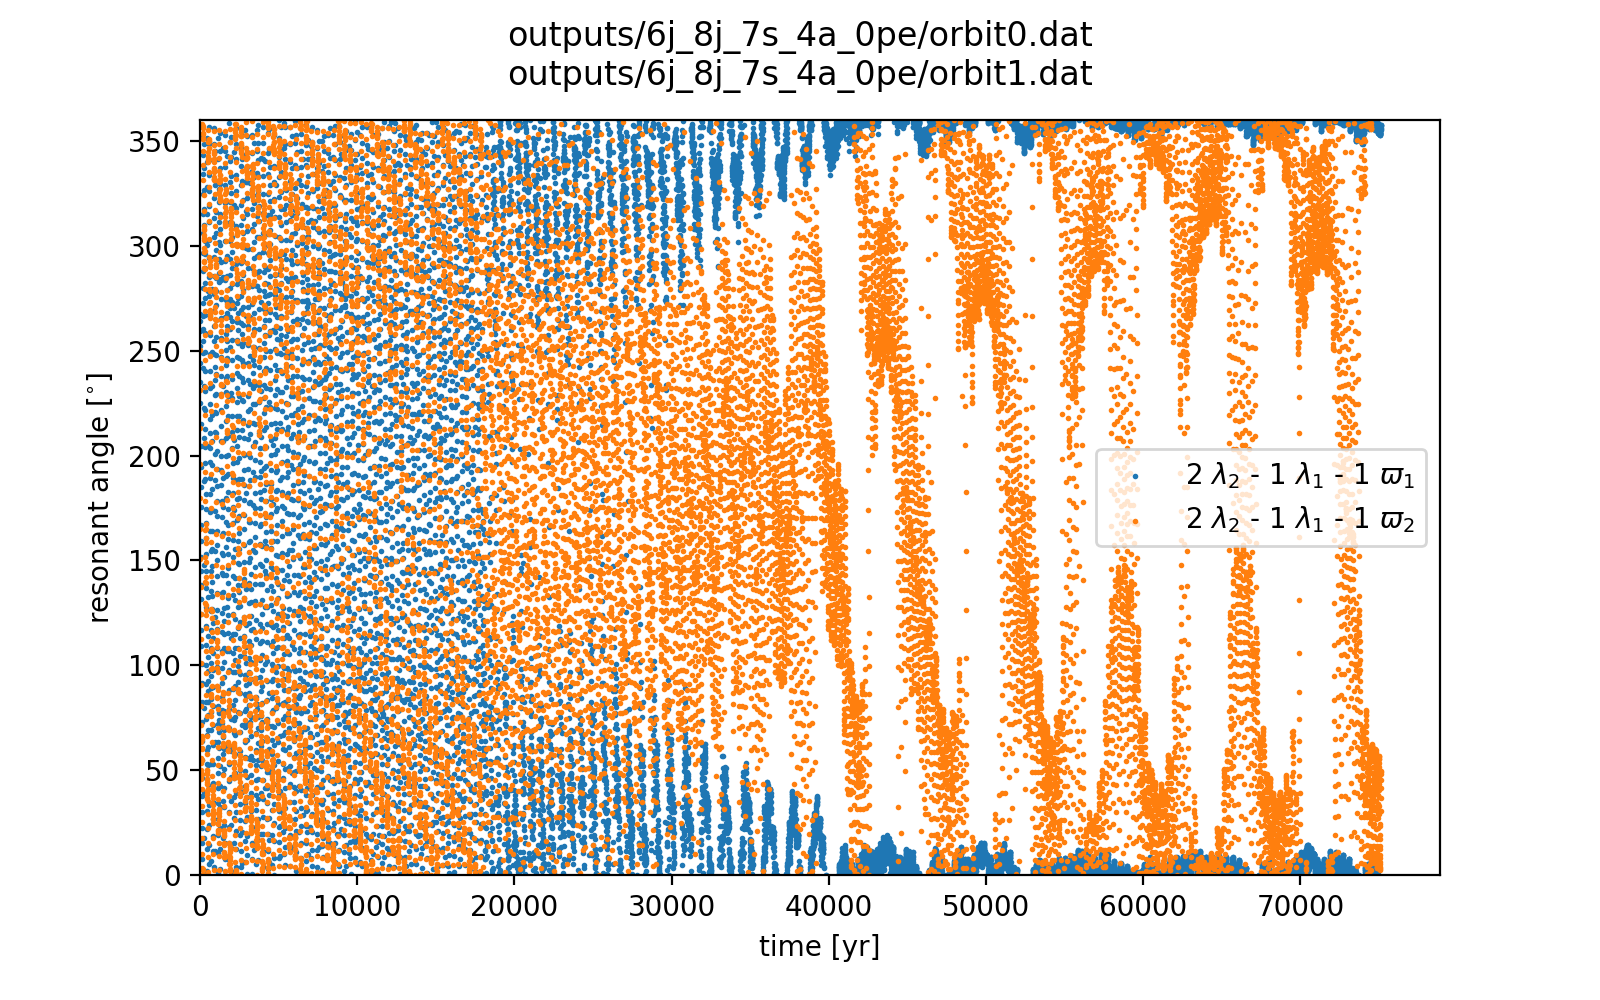 outputs/6j_8j_7s_4a_0pe/orbit0.dat
outputs/6j_8j_7s_4a_0pe/orbit1.dat
350
300
250
200
150
100
50
0
resonant angle [°]
2 λ₂ - 1 λ₁ - 1 ϖ₁
2 λ₂ - 1 λ₁ - 1 ϖ₂
0 10000 20000 30000 40000 50000 60000 70000
time [yr]